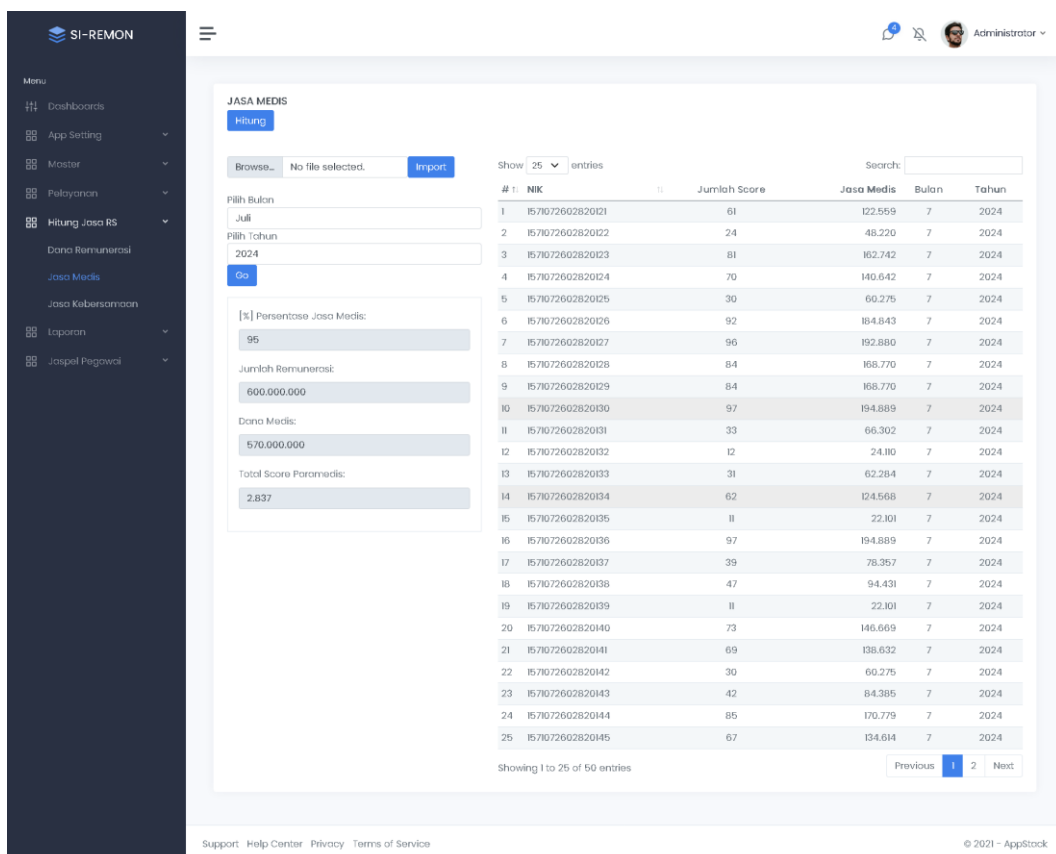 SI-REMON
4
Administrator
Menu
Dashboards
App Setting
Master
Pelayanan
Hitung Jasa RS
Dana Remunerasi
Jasa Medis
Jasa Kebersamaan
Laporan
Jaspel Pegawai
JASA MEDIS
Hitung
Browse... No file selected. Import
Pilih Bulan
Juli
Pilih Tahun
2024
Go
[%] Persentase Jasa Medis:
95
Jumlah Remunerasi:
600.000.000
Dana Medis:
570.000.000
Total Score Paramedis:
2.837
Show 25 entries Search:
# NIK Jumlah Score Jasa Medis Bulan Tahun
1 1571072602820121 61 122.559 7 2024
2 1571072602820122 24 48.220 7 2024
3 1571072602820123 81 162.742 7 2024
4 1571072602820124 70 140.642 7 2024
5 1571072602820125 30 60.275 7 2024
6 1571072602820126 92 184.843 7 2024
7 1571072602820127 96 192.880 7 2024
8 1571072602820128 84 168.770 7 2024
9 1571072602820129 84 168.770 7 2024
10 1571072602820130 97 194.889 7 2024
11 1571072602820131 33 66.302 7 2024
12 1571072602820132 12 24.110 7 2024
13 1571072602820133 31 62.284 7 2024
14 1571072602820134 62 124.568 7 2024
15 1571072602820135 11 22.101 7 2024
16 1571072602820136 97 194.889 7 2024
17 1571072602820137 39 78.357 7 2024
18 1571072602820138 47 94.431 7 2024
19 1571072602820139 11 22.101 7 2024
20 1571072602820140 73 146.669 7 2024
21 1571072602820141 69 138.632 7 2024
22 1571072602820142 30 60.275 7 2024
23 1571072602820143 42 84.385 7 2024
24 1571072602820144 85 170.779 7 2024
25 1571072602820145 67 134.614 7 2024
Showing 1 to 25 of 50 entries
Previous 1 2 Next
Support Help Center Privacy Terms of Service
© 2021 - AppStack